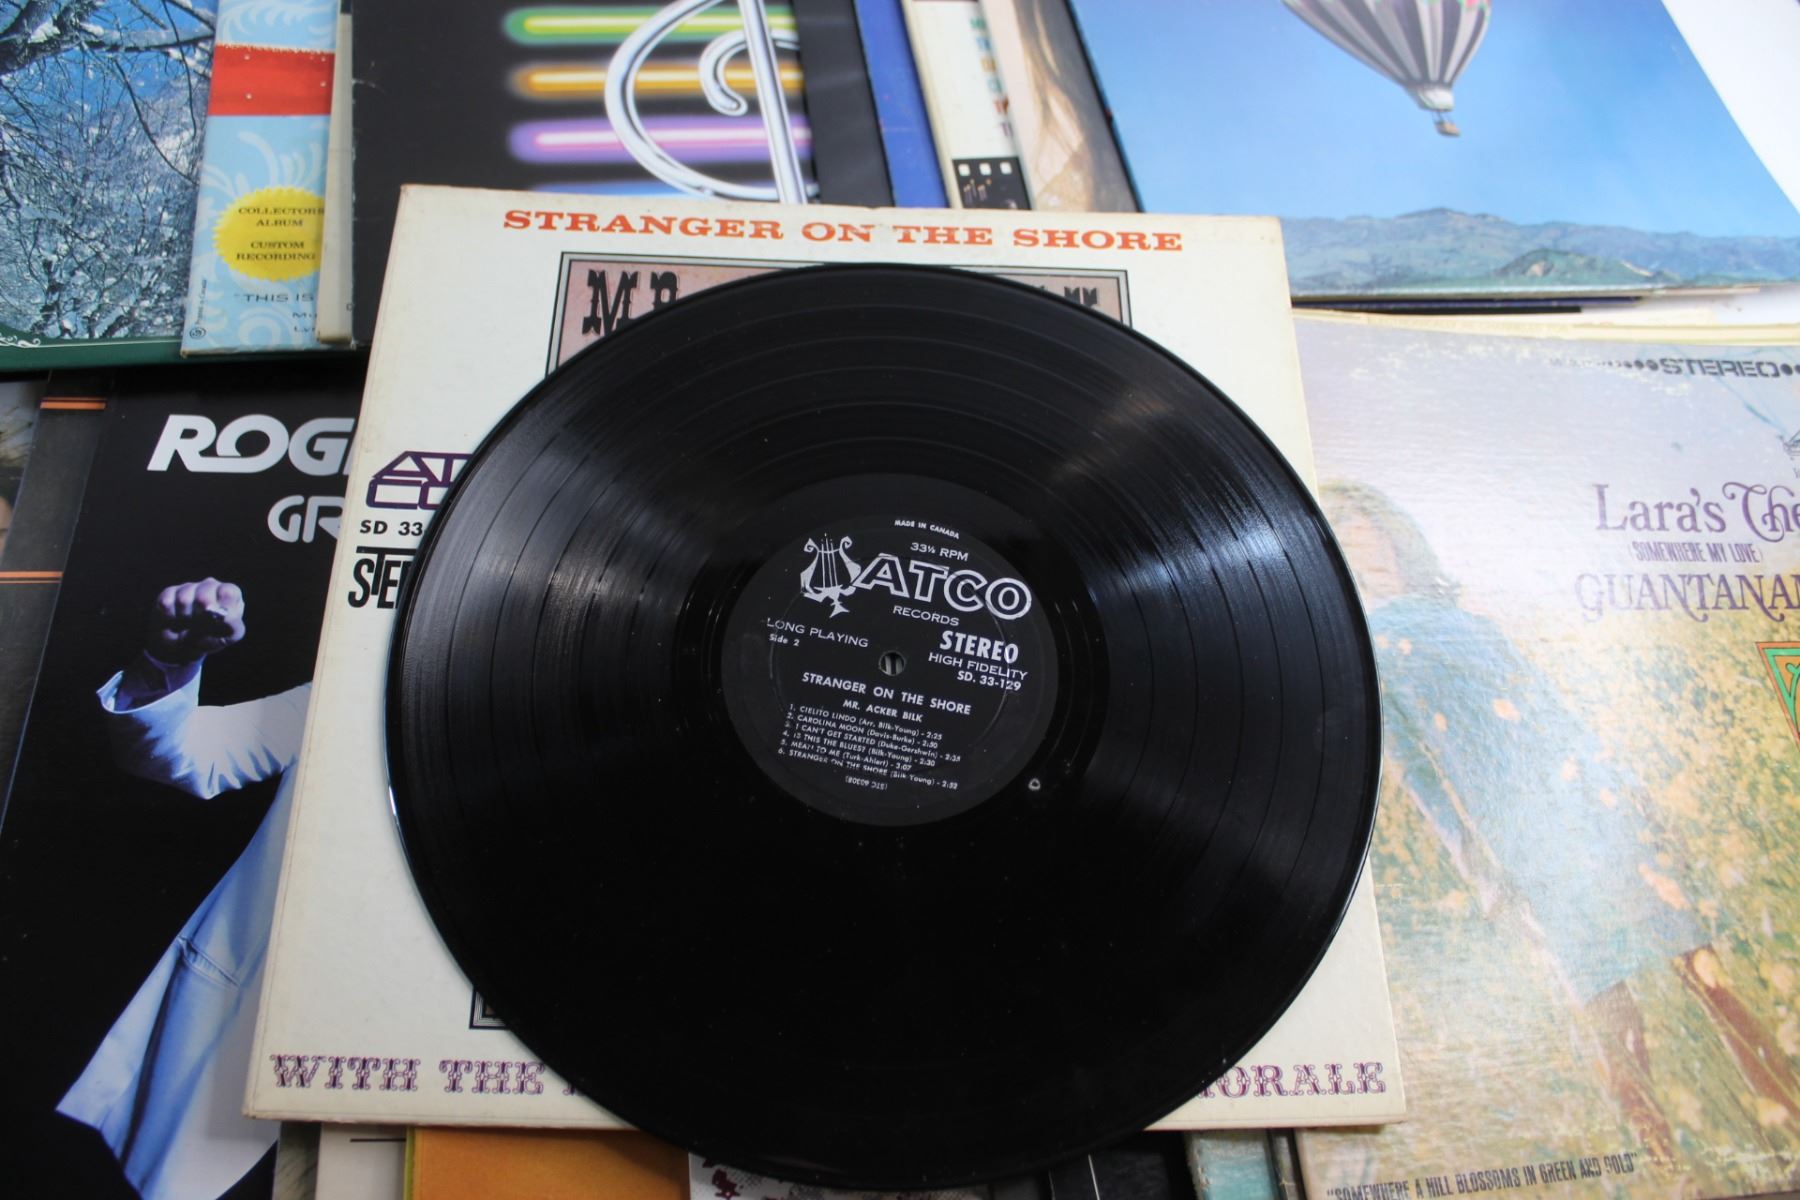 COLLECTORS
ALBUM
CUSTOM
RECORDING
"THIS IS
STRANGER ON THE SHORE
MR.
ROG
GR
SD 33
STE
WITH THE
ORALE
MADE IN CANADA
33⅓ RPM
ATCO
RECORDS
LONG PLAYING
Side 2
STEREO
HIGH FIDELITY
SD. 33-129
STRANGER ON THE SHORE
MR. ACKER BILK
1. CIELITO LINDO (Arr. Bilk-Young) - 2:25
2. CAROLINA MOON (Davis-Burke) - 2:50
3. I CAN'T GET STARTED (Duke-Gershwin) - 2:35
4. IS THIS THE BLUES? (Bilk-Young) - 2:30
5. MEAN TO ME (Turk-Ahlert) - 3:07
6. STRANGER ON THE SHORE (Bilk-Young) - 2:52
(STC 60308)
STEREO
Lara's The
(SOMEWHERE MY LOVE)
GUANTANAM
"SOMEWHERE A HILL BLOSSOMS IN GREEN AND GOLD"